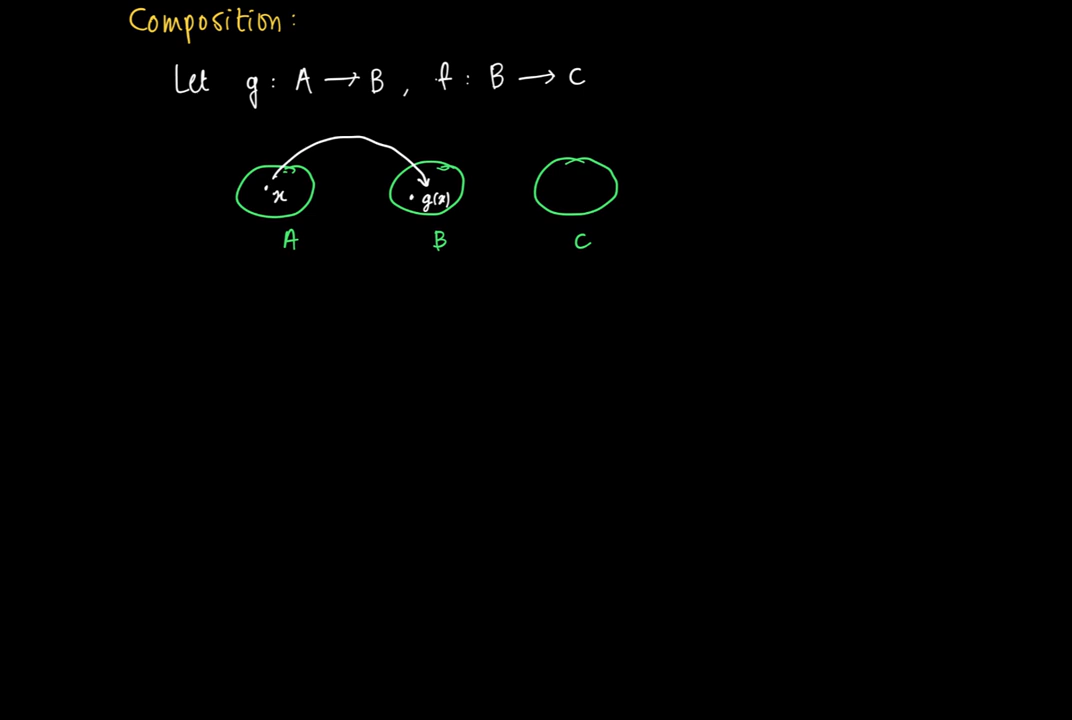 Composition:
Let g: A → B, f: B → C
x g(x)
A B C